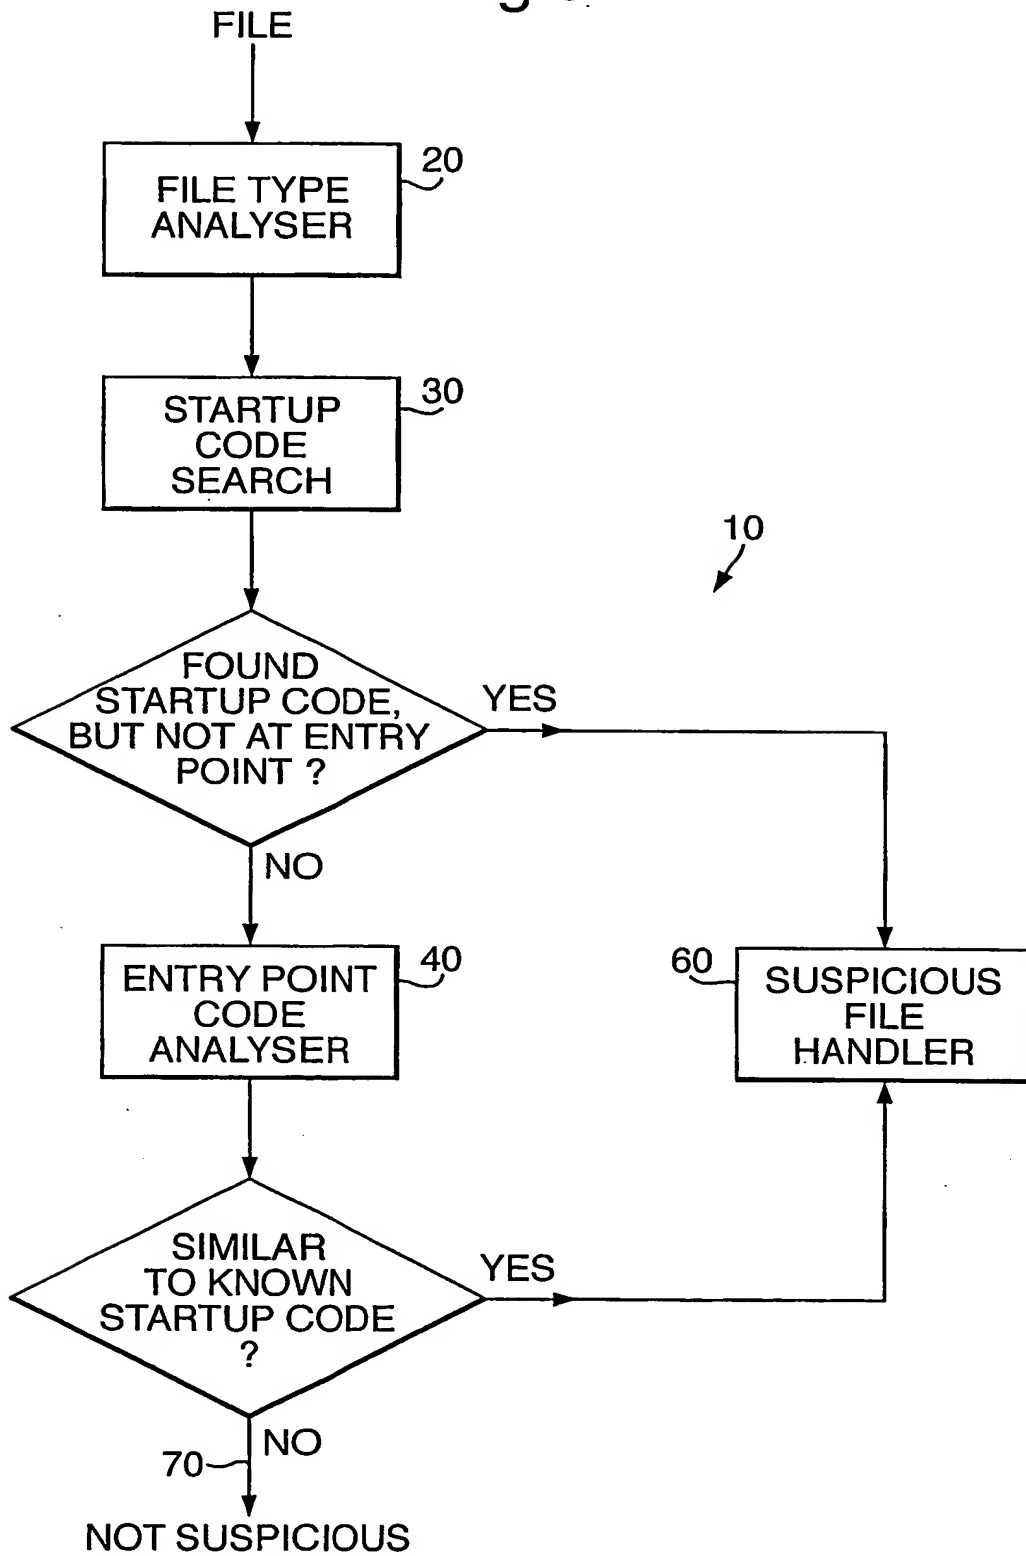 FILE
20
FILE TYPE
ANALYSER
30
STARTUP
CODE
SEARCH
10
FOUND
STARTUP CODE,
BUT NOT AT ENTRY
POINT ?
YES
NO
40
ENTRY POINT
CODE
ANALYSER
60
SUSPICIOUS
FILE
HANDLER
SIMILAR
TO KNOWN
STARTUP CODE
?
YES
NO
70
NOT SUSPICIOUS